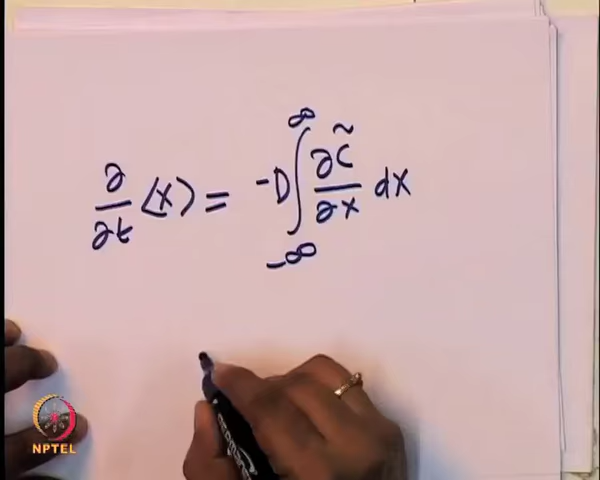 ∂/∂t ⟨x⟩ = -D ∫_{-∞}^{∞} ∂C̃/∂x dx
NPTEL